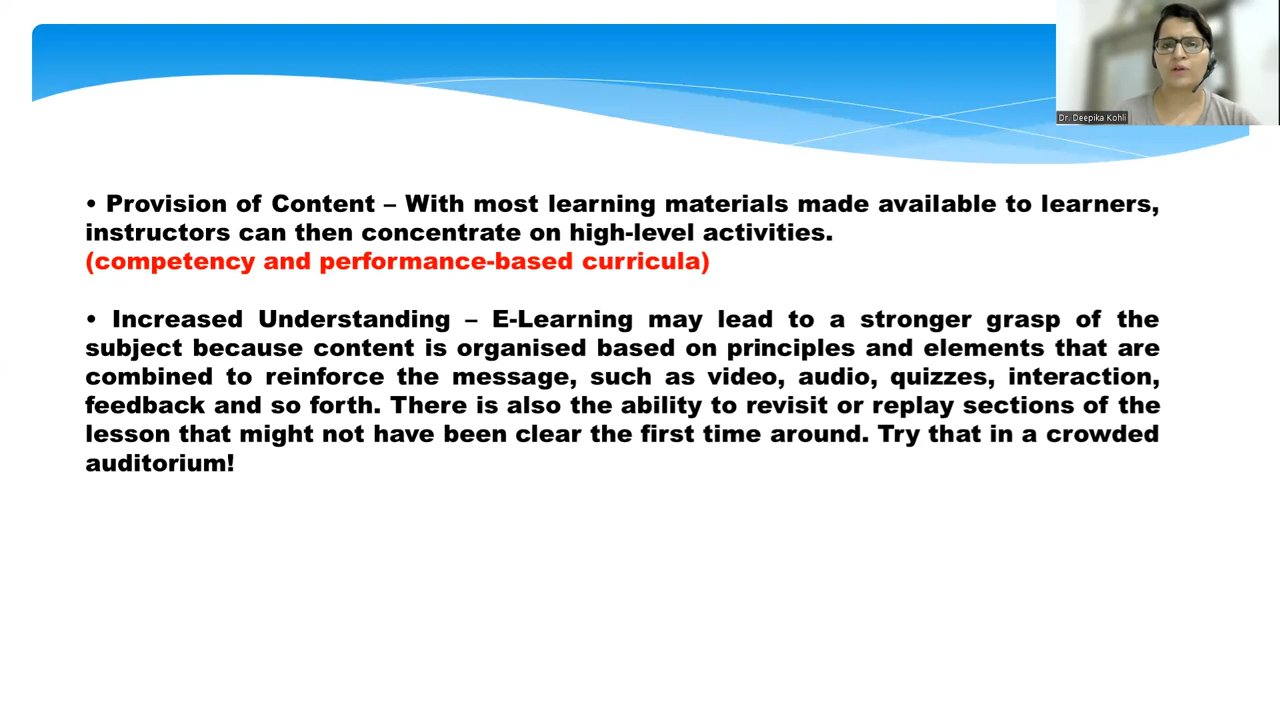 Dr. Deepika Kohli
• Provision of Content – With most learning materials made available to learners,
instructors can then concentrate on high-level activities.
(competency and performance-based curricula)
• Increased Understanding – E-Learning may lead to a stronger grasp of the
subject because content is organised based on principles and elements that are
combined to reinforce the message, such as video, audio, quizzes, interaction,
feedback and so forth. There is also the ability to revisit or replay sections of the
lesson that might not have been clear the first time around. Try that in a crowded
auditorium!